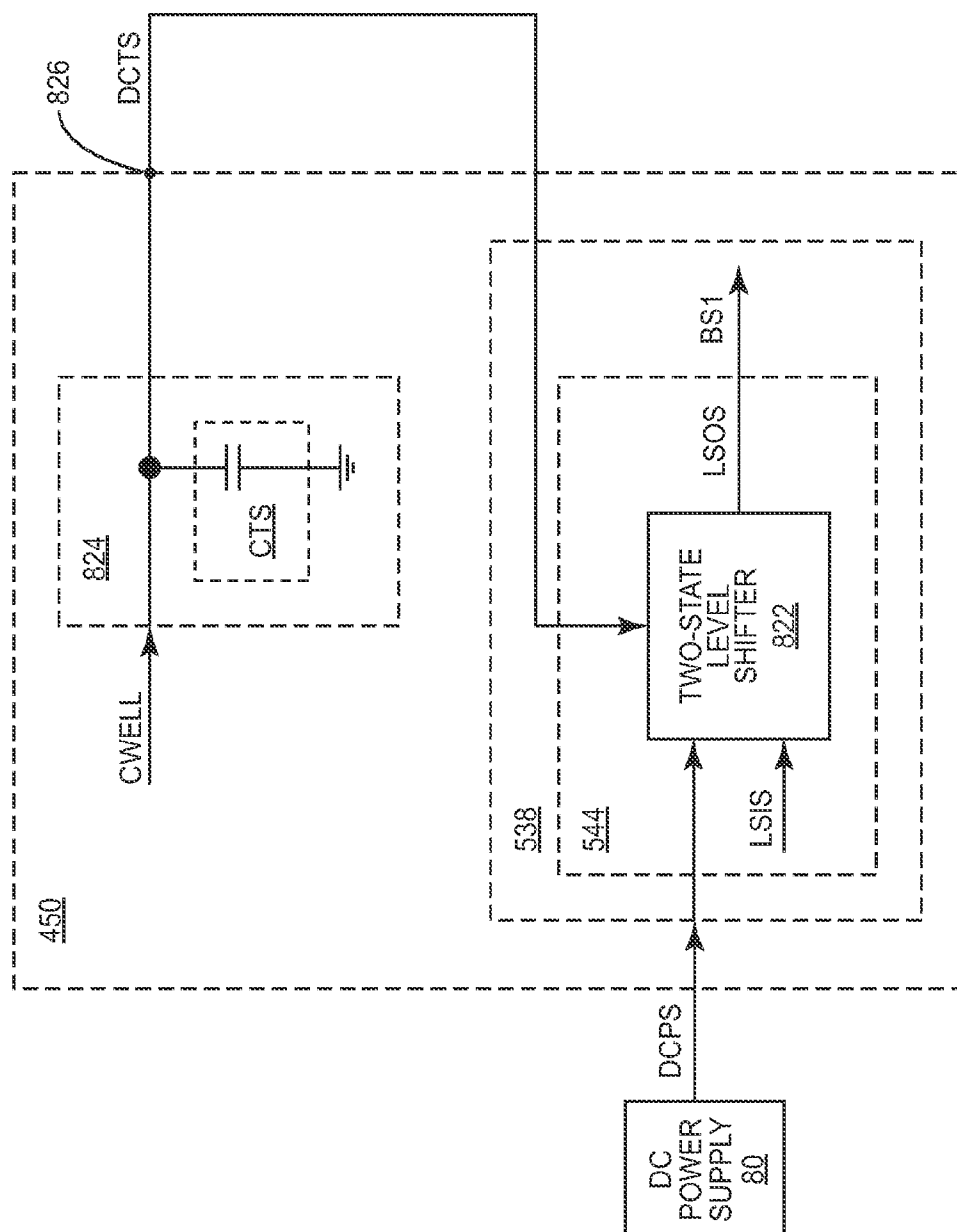 826
DCTS
450
824
CTS
CWELL
538
544
BS1
LSOS
TWO-STATE
LEVEL
SHIFTER
822
LSIS
DCPS
DC
POWER
SUPPLY
80